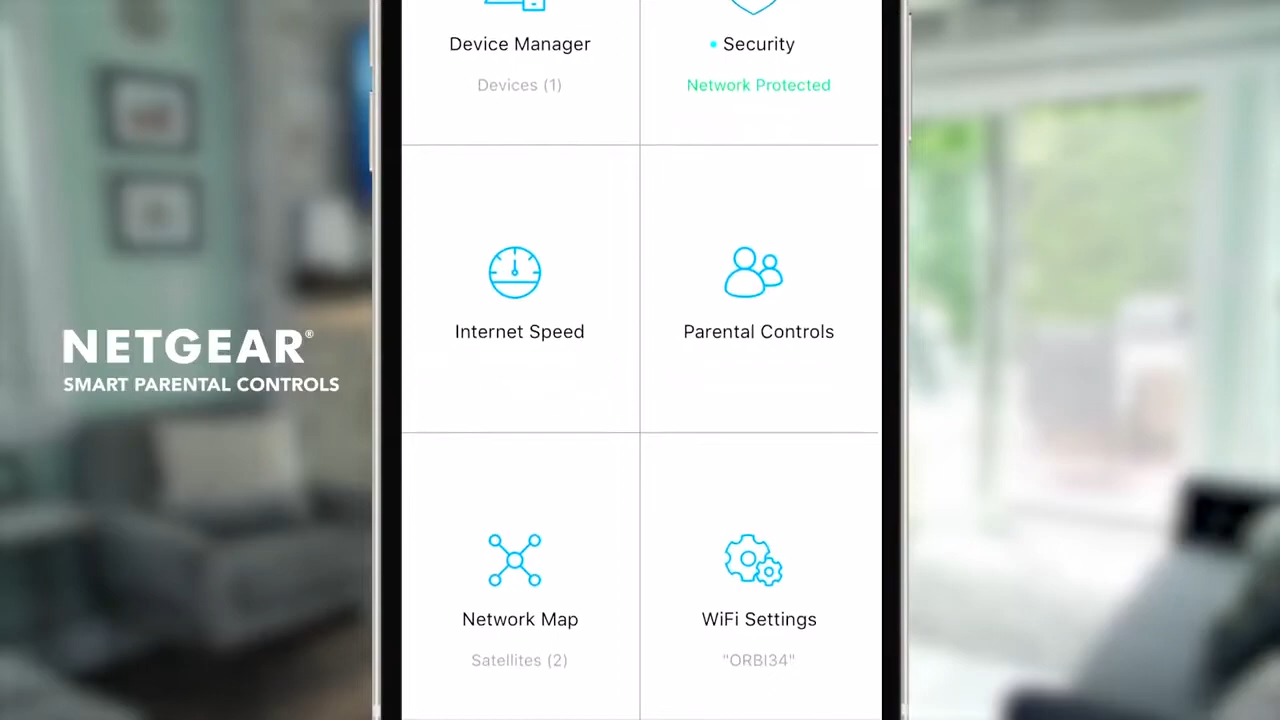 Device Manager
Devices (1)
Security
Network Protected
Internet Speed
Parental Controls
NETGEAR®
SMART PARENTAL CONTROLS
Network Map
Satellites (2)
WiFi Settings
"ORBI34"